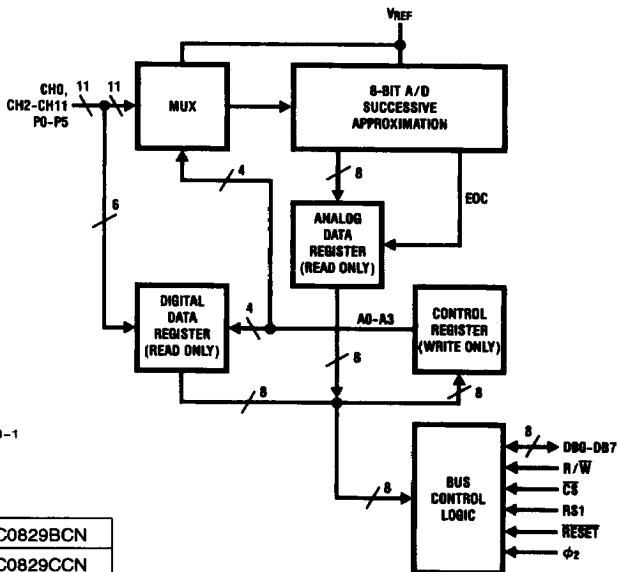 VREF
CH0,
CH2-CH11
P0-P5
11
11
MUX
8-BIT A/D
SUCCESSIVE
APPROXIMATION
4
8
EOC
6
ANALOG
DATA
REGISTER
(READ ONLY)
DIGITAL
DATA
REGISTER
(READ ONLY)
4
A0-A3
CONTROL
REGISTER
(WRITE ONLY)
8
8
8
-1
8
BUS
CONTROL
LOGIC
8
DB0-DB7
R/W̅
C̅S̅
RS1
R̅E̅S̅E̅T̅
ϕ2
C0829BCN
C0829CCN